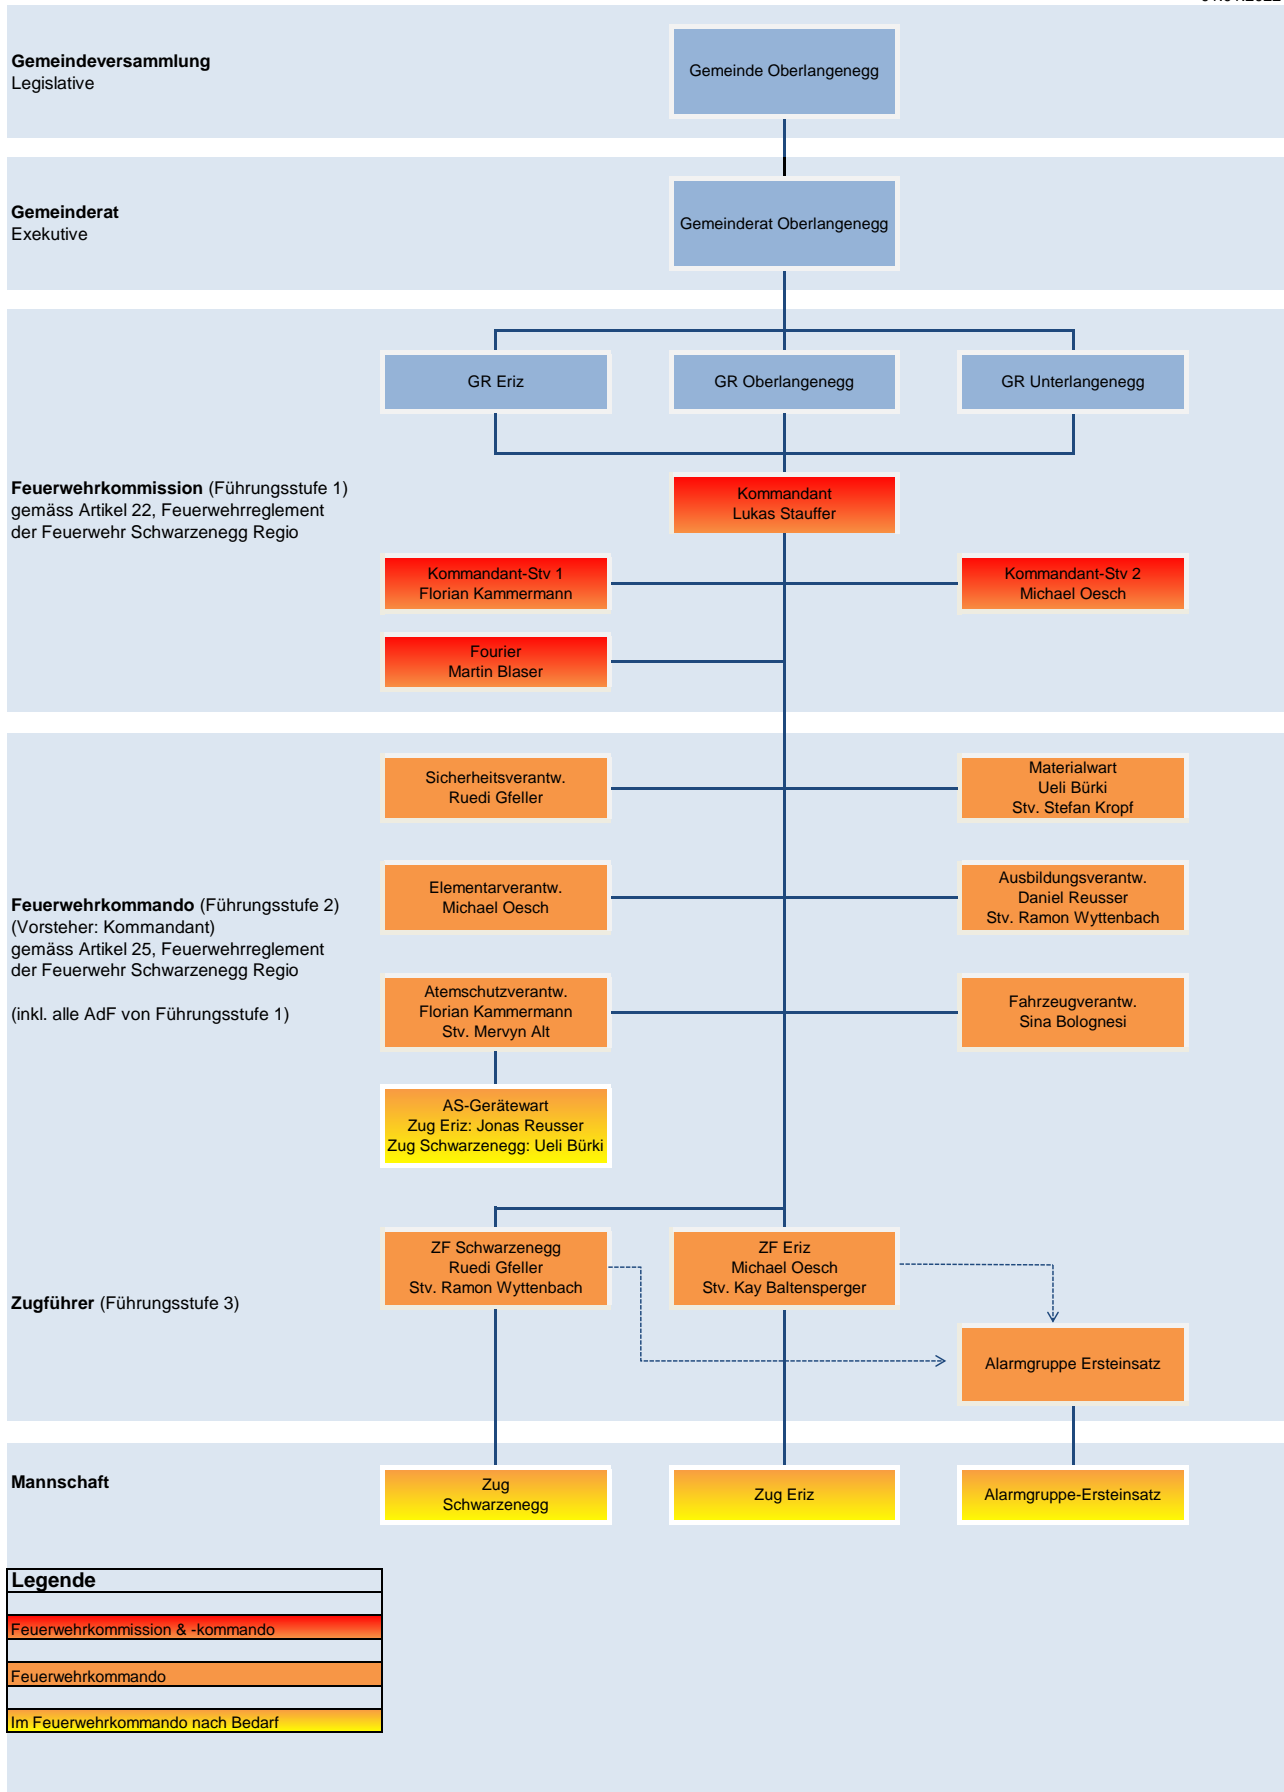 Gemeindeversammlung
Legislative
Gemeinde Oberlangenegg
Gemeinderat
Exekutive
Gemeinderat Oberlangenegg
GR Eriz
GR Oberlangenegg
GR Unterlangenegg
Feuerwehrkommission (Führungsstufe 1)
gemäss Artikel 22, Feuerwehrreglement
der Feuerwehr Schwarzenegg Regio
Kommandant
Lukas Stauffer
Kommandant-Stv 1
Florian Kammermann
Kommandant-Stv 2
Michael Oesch
Fourier
Martin Blaser
Feuerwehrkommando (Führungsstufe 2)
(Vorsteher: Kommandant)
gemäss Artikel 25, Feuerwehrreglement
der Feuerwehr Schwarzenegg Regio
(inkl. alle AdF von Führungsstufe 1)
Sicherheitsverantw.
Ruedi Gfeller
Materialwart
Ueli Bürki
Stv. Stefan Kropf
Elementarverantw.
Michael Oesch
Ausbildungsverantw.
Daniel Reusser
Stv. Ramon Wyttenbach
Atemschutzverantw.
Florian Kammermann
Stv. Mervyn Alt
Fahrzeugverantw.
Sina Bolognesi
AS-Gerätewart
Zug Eriz: Jonas Reusser
Zug Schwarzenegg: Ueli Bürki
Zugführer (Führungsstufe 3)
ZF Schwarzenegg
Ruedi Gfeller
Stv. Ramon Wyttenbach
ZF Eriz
Michael Oesch
Stv. Kay Baltensperger
Alarmgruppe Ersteinsatz
Mannschaft
Zug
Schwarzenegg
Zug Eriz
Alarmgruppe-Ersteinsatz
Legende
Feuerwehrkommission & -kommando
Feuerwehrkommando
Im Feuerwehrkommando nach Bedarf